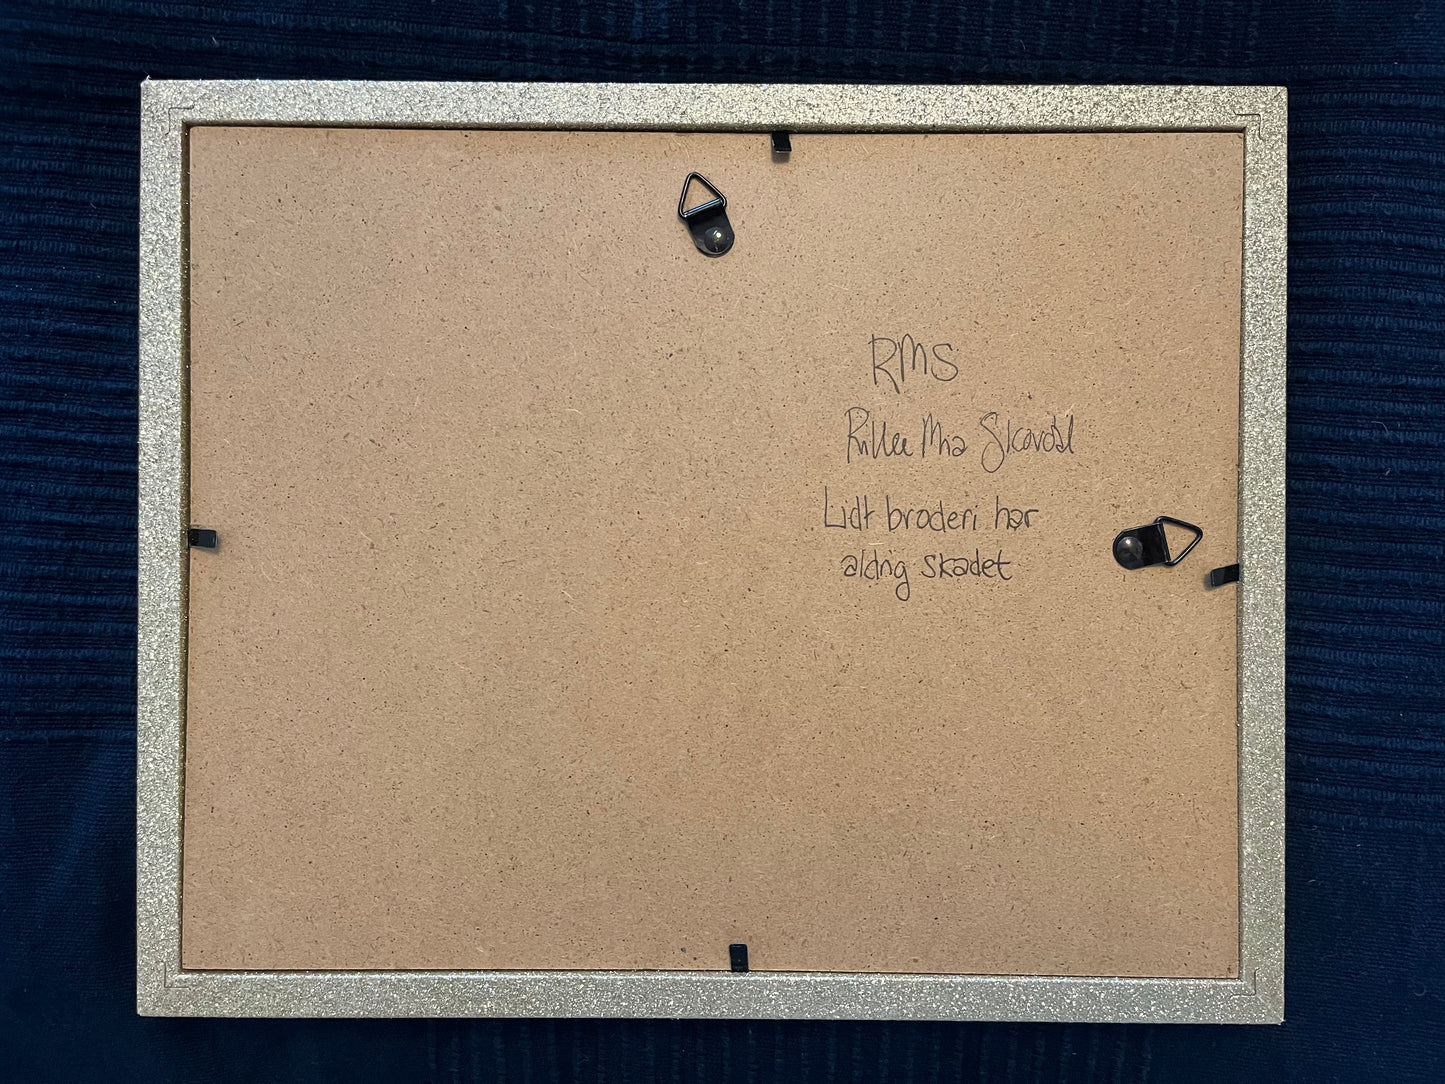 RMS
Rikke Mia Skovdal
Lidt broderi har
aldrig skadet